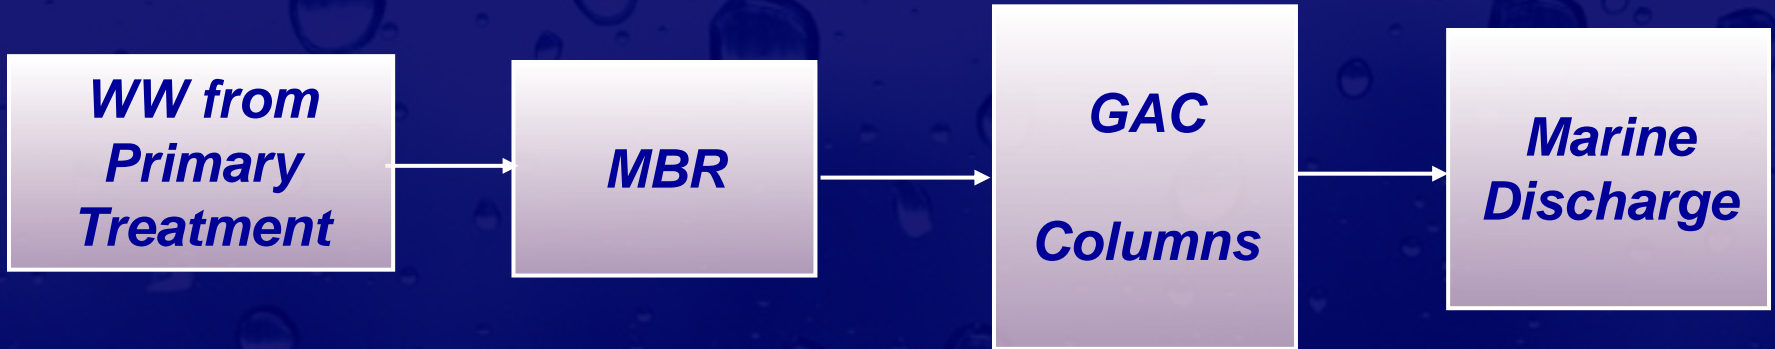 WW from
Primary
Treatment
MBR
GAC
Columns
Marine
Discharge